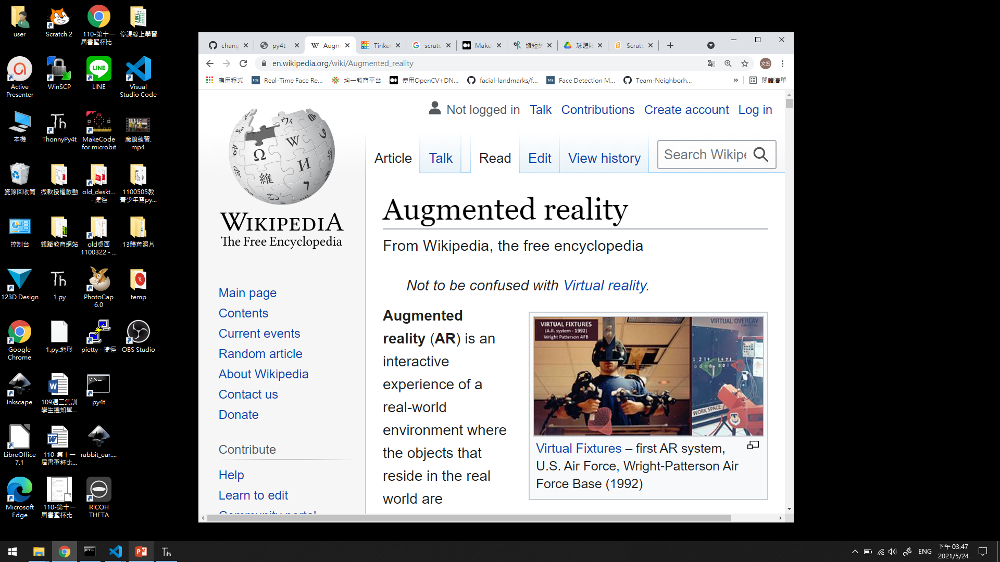 user
Scratch 2
110-第十一
屆書聖杯比...
停課線上學習
Active
Presenter
WinSCP
LINE
Visual
Studio Code
本機
ThonnyPy4t
MakeCode
for microbit
魔鏡練習.
mp4
資源回收筒
微軟授權啟動
old_deskt...
- 捷徑
1100505教
青少年寫py...
控制台
親職教育網站
old桌面
1100322 - ...
13體育照片
123D Design
1.py
PhotoCap
6.0
temp
Google
Chrome
1.py.地形
pietty - 捷徑
OBS Studio
Inkscape
109週三集訓
學生通知單...
py4t
LibreOffice
7.1
110-第十一
屆書聖杯比...
rabbit_ear....
Microsoft
Edge
110-第十一
屆書聖杯比...
RICOH
THETA
chang
py4t -
Augm
Tinke
scratc
Make
縮短網
球體貼
Scratc
en.wikipedia.org/wiki/Augmented_reality
文宏
應用程式
Real-Time Face Re...
均一教育平台
使用OpenCV+DN...
facial-landmarks/f...
Face Detection M...
Team-Neighborh...
»
閱讀清單
WIKIPEDIA
The Free Encyclopedia
Not logged in Talk Contributions Create account Log in
Article Talk Read Edit View history
Search Wikipe
Augmented reality
From Wikipedia, the free encyclopedia
Not to be confused with Virtual reality.
Main page
Contents
Current events
Random article
About Wikipedia
Contact us
Donate
Contribute
Help
Learn to edit
Community portal
Augmented
reality (AR) is an
interactive
experience of a
real-world
environment where
the objects that
reside in the real
world are
VIRTUAL FIXTURES
(A.R. system - 1992)
Wright Patterson AFB
VIRTUAL OVERLAY
WORK SPACE
Virtual Fixtures – first AR system,
U.S. Air Force, Wright-Patterson Air
Force Base (1992)
ENG
下午 03:47
2021/5/24